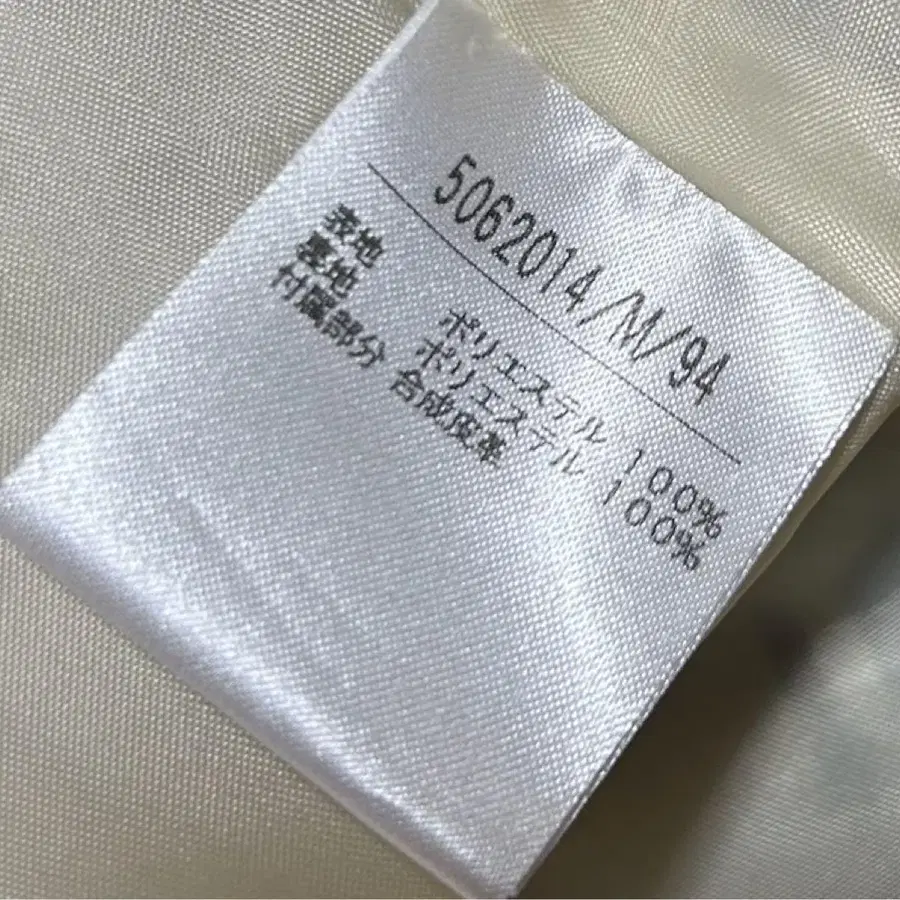 5062014/M/94
表地 ポリエステル 100%
裏地 ポリエステル 100%
付属部分 合成皮革